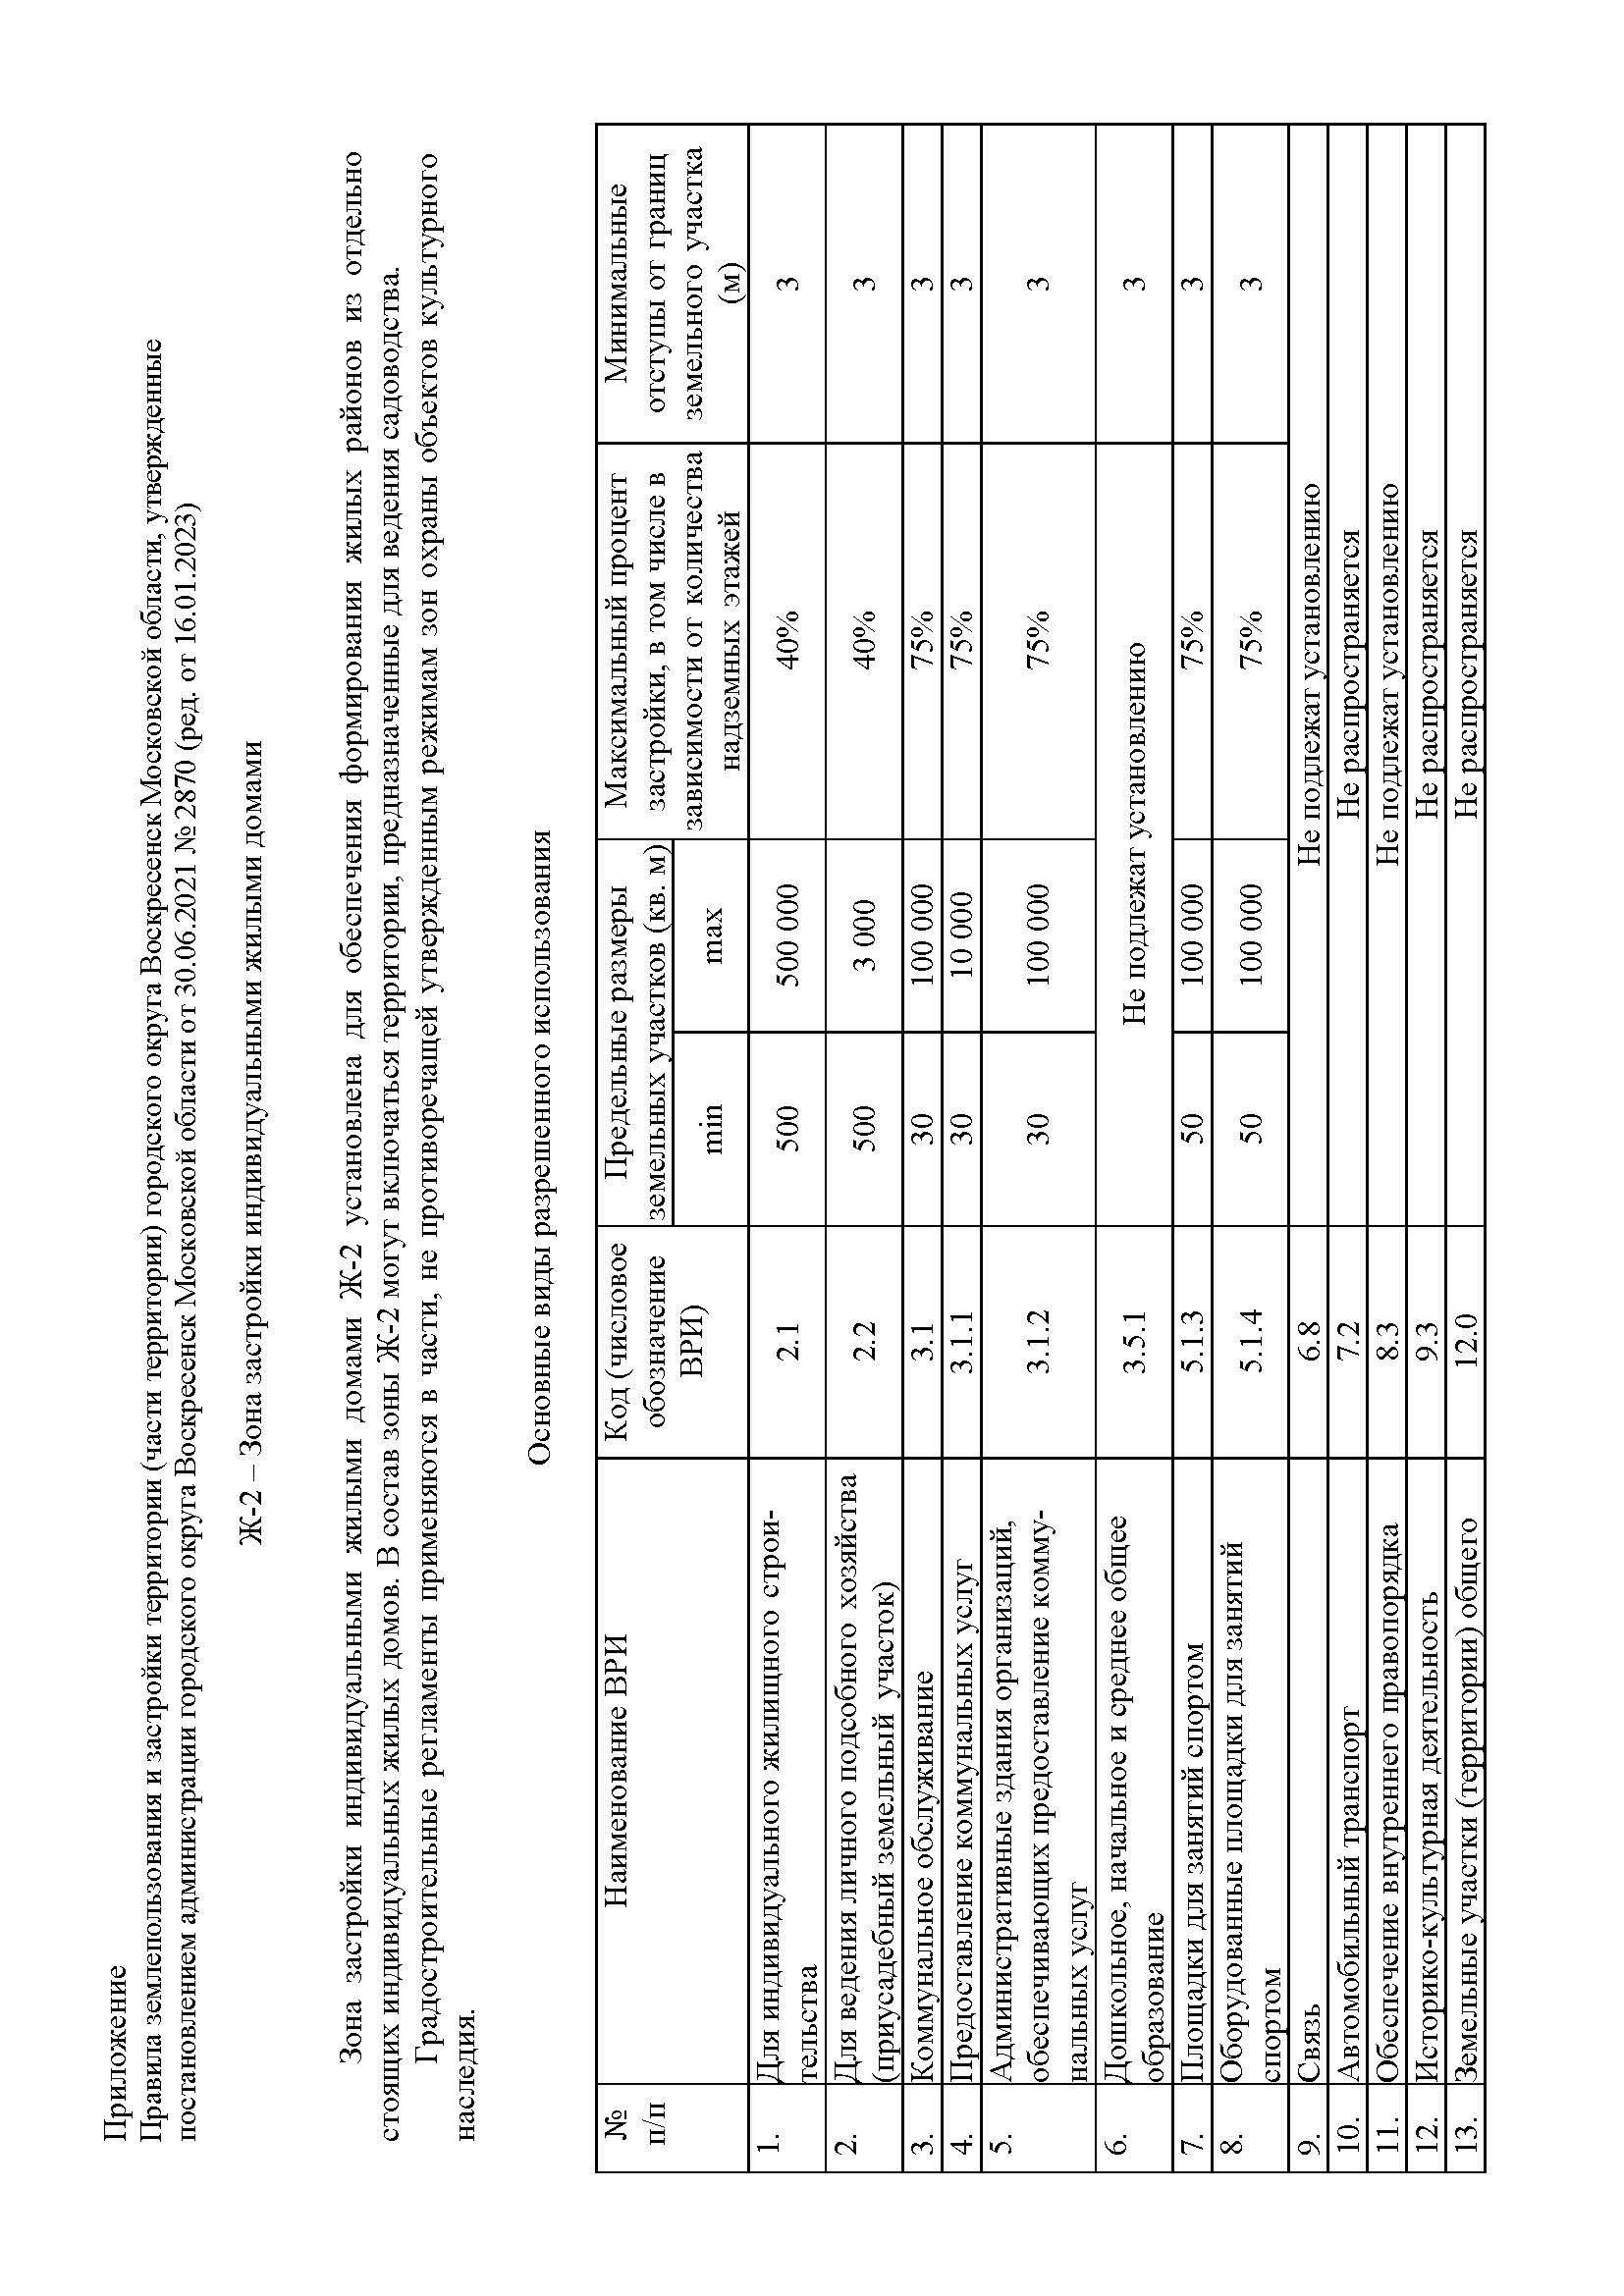 Приложение
Правила землепользования и застройки территории (части территории) городского округа Воскресенск Московской области, утвержденные
постановлением администрации городского округа Воскресенск Московской области от 30.06.2021 № 2870 (ред. от 16.01.2023)
Ж-2 – Зона застройки индивидуальными жилыми домами
Зона застройки индивидуальными жилыми домами Ж-2 установлена для обеспечения формирования жилых районов из отдельно
стоящих индивидуальных жилых домов. В состав зоны Ж-2 могут включаться территории, предназначенные для ведения садоводства.
Градостроительные регламенты применяются в части, не противоречащей утвержденным режимам зон охраны объектов культурного
наследия.
Основные виды разрешенного использования
№
п/п
Наименование ВРИ
Код (числовое
обозначение
ВРИ)
Предельные размеры
земельных участков (кв. м)
min
max
Максимальный процент
застройки, в том числе в
зависимости от количества
надземных этажей
Минимальные
отступы от границ
земельного участка
(м)
1. Для индивидуального жилищного строи- 2.1 500 500 000 40% 3
тельства
2. Для ведения личного подсобного хозяйства 2.2 500 3 000 40% 3
(приусадебный земельный участок)
3. Коммунальное обслуживание 3.1 30 100 000 75% 3
4. Предоставление коммунальных услуг 3.1.1 30 10 000 75% 3
5. Административные здания организаций,
обеспечивающих предоставление комму- 3.1.2 30 100 000 75% 3
нальных услуг
6. Дошкольное, начальное и среднее общее 3.5.1 Не подлежат установлению 3
образование
7. Площадки для занятий спортом 5.1.3 50 100 000 75% 3
8. Оборудованные площадки для занятий 5.1.4 50 100 000 75% 3
спортом
9. Связь 6.8 Не подлежат установлению
10. Автомобильный транспорт 7.2 Не распространяется
11. Обеспечение внутреннего правопорядка 8.3 Не подлежат установлению
12. Историко-культурная деятельность 9.3 Не распространяется
13. Земельные участки (территории) общего 12.0 Не распространяется